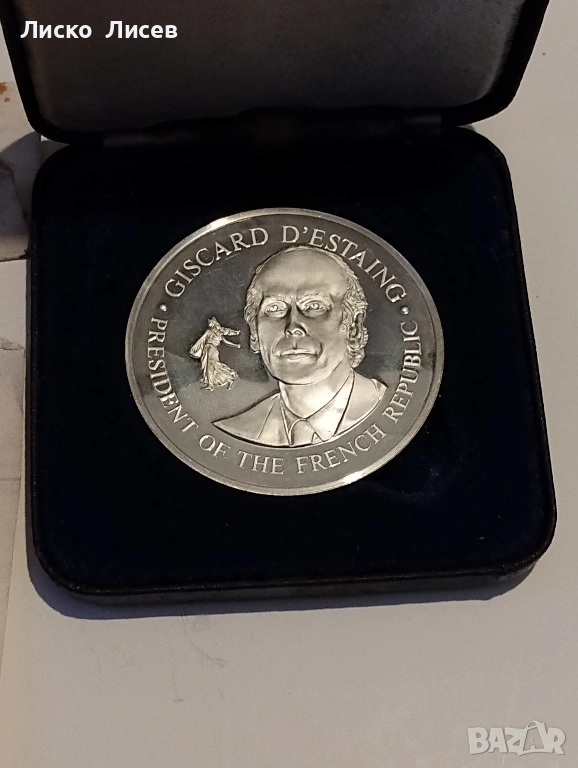 Лиско Лисев
· GISCARD D'ESTAING ·
PRESIDENT OF THE FRENCH REPUBLIC
BAZAR